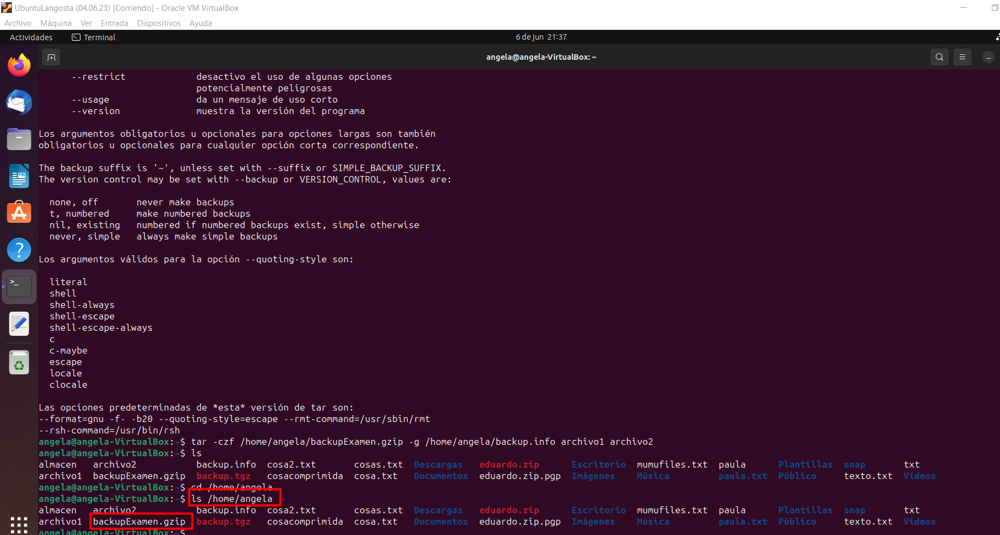 UbuntuLangosta (04.06.23) [Corriendo] - Oracle VM VirtualBox
Archivo Máquina Ver Entrada Dispositivos Ayuda
Actividades Terminal 6 de jun 21:37
angela@angela-VirtualBox: ~
--restrict desactivo el uso de algunas opciones
potencialmente peligrosas
--usage da un mensaje de uso corto
--version muestra la versión del programa
Los argumentos obligatorios u opcionales para opciones largas son también
obligatorios u opcionales para cualquier opción corta correspondiente.
The backup suffix is '~', unless set with --suffix or SIMPLE_BACKUP_SUFFIX.
The version control may be set with --backup or VERSION_CONTROL, values are:
none, off never make backups
t, numbered make numbered backups
nil, existing numbered if numbered backups exist, simple otherwise
never, simple always make simple backups
Los argumentos válidos para la opción --quoting-style son:
literal
shell
shell-always
shell-escape
shell-escape-always
c
c-maybe
escape
locale
clocale
Las opciones predeterminadas de *esta* versión de tar son:
--format=gnu -f- -b20 --quoting-style=escape --rmt-command=/usr/sbin/rmt
--rsh-command=/usr/bin/rsh
angela@angela-VirtualBox:~$ tar -czf /home/angela/backupExamen.gzip -g /home/angela/backup.info archivo1 archivo2
angela@angela-VirtualBox:~$ ls
almacen archivo2 backup.info cosa2.txt cosas.txt Descargas eduardo.zip Escritorio mumufiles.txt paula Plantillas snap txt
archivo1 backupExamen.gzip backup.tgz cosacomprimida cosa.txt Documentos eduardo.zip.pgp Imágenes Música paula.txt Público texto.txt Vídeos
angela@angela-VirtualBox:~$ cd /home/angela
angela@angela-VirtualBox:~$ ls /home/angela
almacen archivo2 backup.info cosa2.txt cosas.txt Descargas eduardo.zip Escritorio mumufiles.txt paula Plantillas snap txt
archivo1 backupExamen.gzip backup.tgz cosacomprimida cosa.txt Documentos eduardo.zip.pgp Imágenes Música paula.txt Público texto.txt Vídeos
angela@angela-VirtualBox:~$